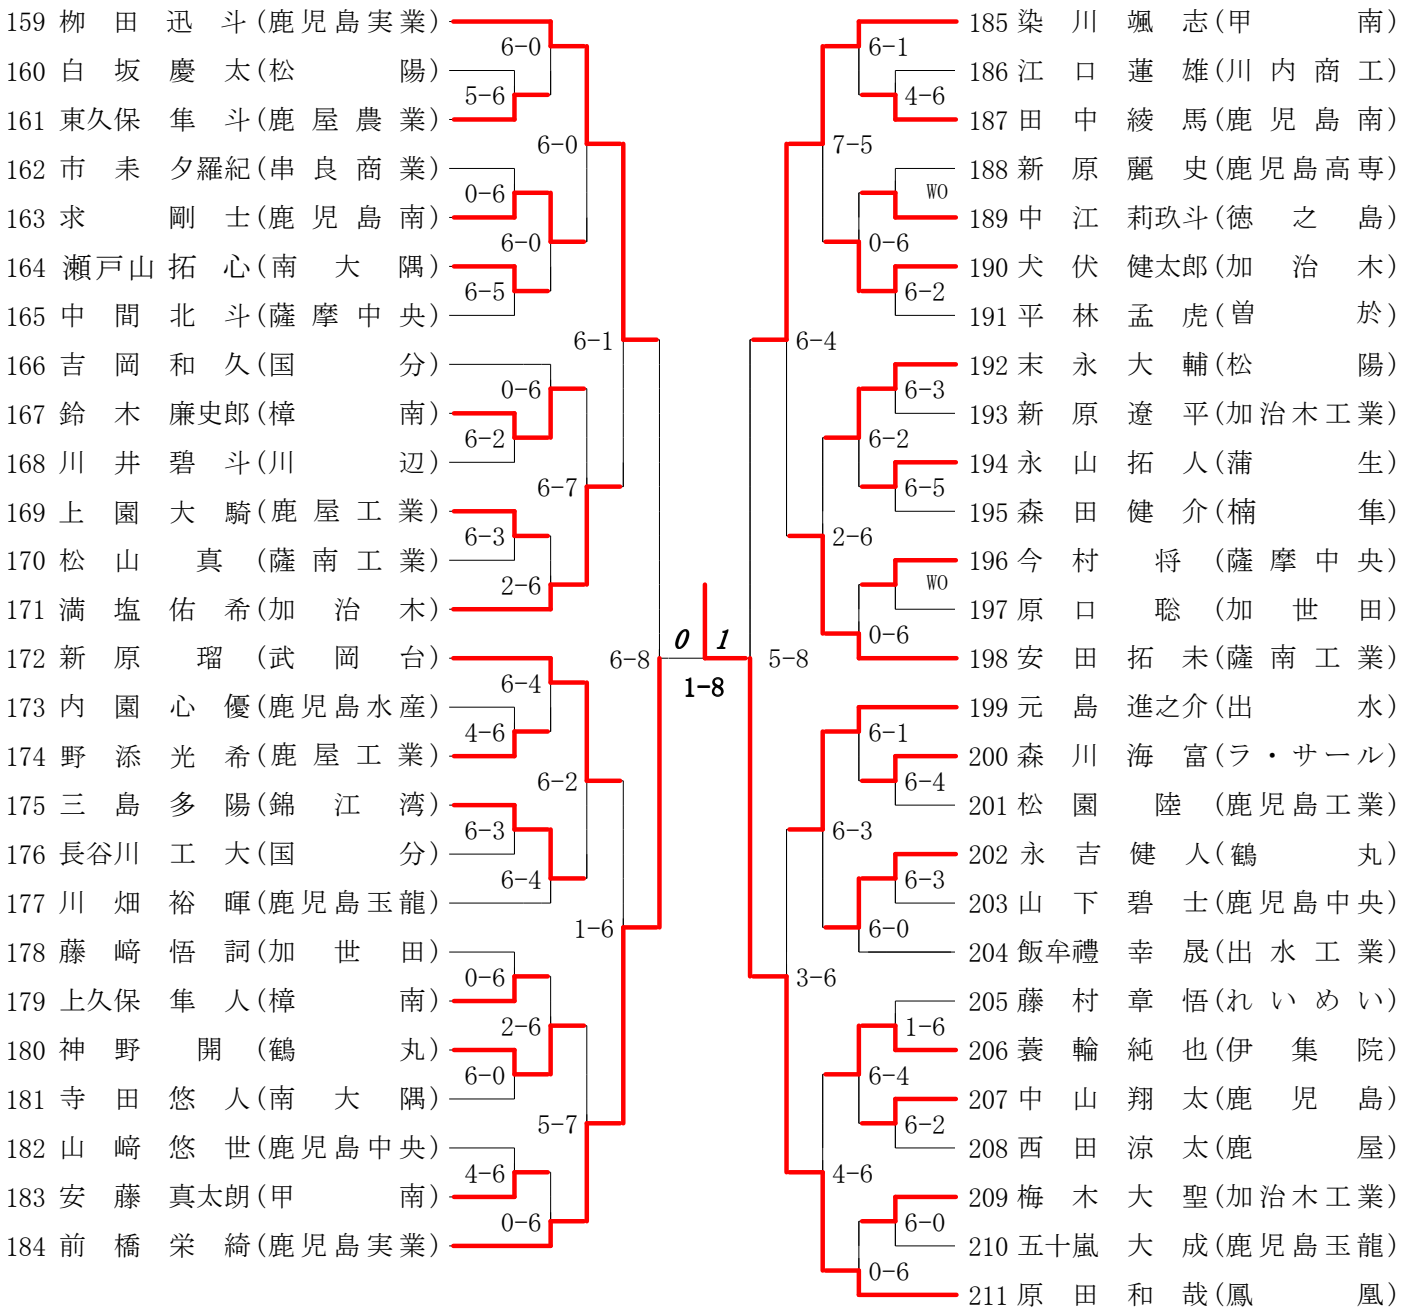 159 栁田 迅斗(鹿児島実業)
160 白坂 慶太(松陽)
161 東久保 隼斗(鹿屋農業)
162 市耒 夕羅紀(串良商業)
163 求 剛士(鹿児島南)
164 瀬戸山 拓心(南大隅)
165 中間 北斗(薩摩中央)
166 吉岡 和久(国分)
167 鈴木 廉史郎(樟南)
168 川井 碧斗(川辺)
169 上園 大騎(鹿屋工業)
170 松山 真(薩南工業)
171 満塩 佑希(加治木)
172 新原 瑠(武岡台)
173 内園 心優(鹿児島水産)
174 野添 光希(鹿屋工業)
175 三島 多陽(錦江湾)
176 長谷川 工大(国分)
177 川畑 裕暉(鹿児島玉龍)
178 藤﨑 悟詞(加世田)
179 上久保 隼人(樟南)
180 神野 開(鶴丸)
181 寺田 悠人(南大隅)
182 山﨑 悠世(鹿児島中央)
183 安藤 真太朗(甲南)
184 前橋 栄綺(鹿児島実業)
6-0
5-6
6-0
0-6
6-0
6-5
6-1
0-6
6-2
6-7
6-3
2-6
6-8
6-4
4-6
6-2
6-3
6-4
1-6
0-6
2-6
6-0
5-7
4-6
0-6
0 1
1-8
185 染川 颯志(甲南)
186 江口 蓮雄(川内商工)
187 田中 綾馬(鹿児島南)
188 新原 麗史(鹿児島高専)
189 中江 莉玖斗(徳之島)
190 犬伏 健太郎(加治木)
191 平林 孟虎(曽於)
192 末永 大輔(松陽)
193 新原 遼平(加治木工業)
194 永山 拓人(蒲生)
195 森田 健介(楠隼)
196 今村 将(薩摩中央)
197 原口 聡(加世田)
198 安田 拓未(薩南工業)
199 元島 進之介(出水)
200 森川 海富(ラ・サール)
201 松園 陸(鹿児島工業)
202 永吉 健人(鶴丸)
203 山下 碧士(鹿児島中央)
204 飯牟禮 幸晟(出水工業)
205 藤村 章悟(れいめい)
206 蓑輪 純也(伊集院)
207 中山 翔太(鹿児島)
208 西田 涼太(鹿屋)
209 梅木 大聖(加治木工業)
210 五十嵐 大成(鹿児島玉龍)
211 原田 和哉(鳳凰)
6-1
4-6
7-5
WO
0-6
6-2
6-4
6-3
6-2
6-5
2-6
WO
0-6
5-8
6-1
6-4
6-3
6-3
6-0
3-6
1-6
6-4
6-2
4-6
6-0
0-6